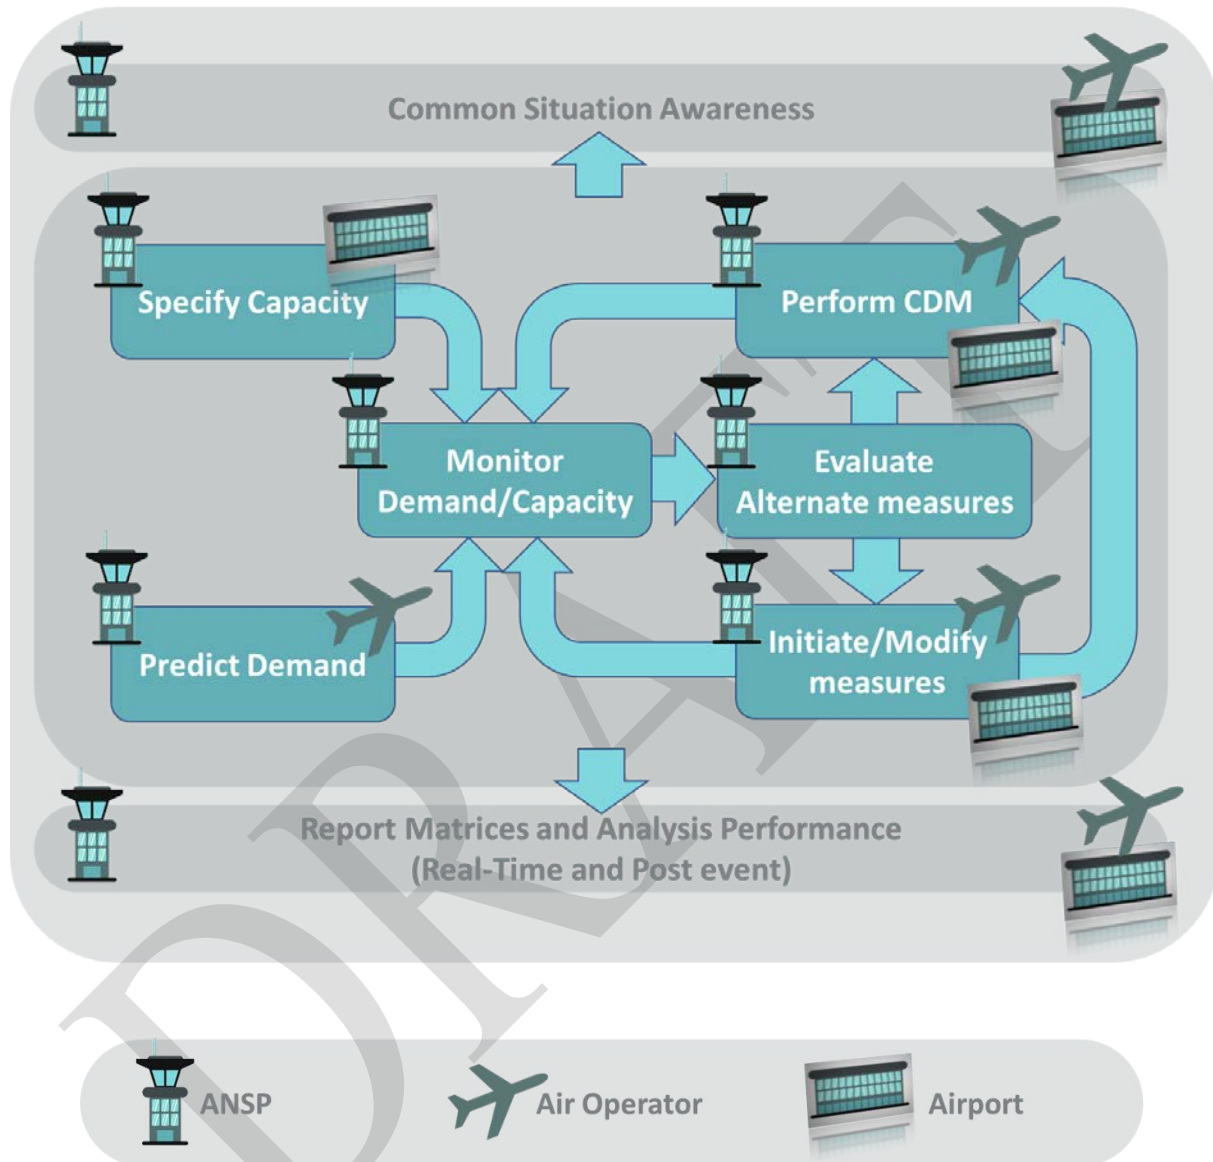 Common Situation Awareness
Specify Capacity
Perform CDM
Monitor
Demand/Capacity
Evaluate
Alternate measures
Predict Demand
Initiate/Modify
measures
Report Matrices and Analysis Performance
(Real-Time and Post event)
DRAFT
ANSP
Air Operator
Airport